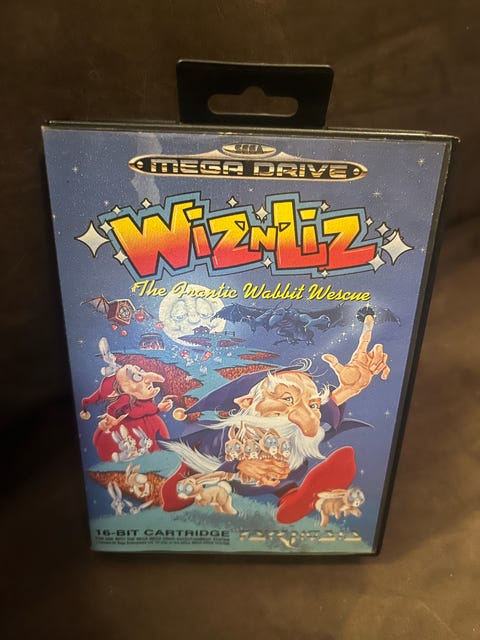 SEGA
MEGA DRIVE
WiZ'N'LiZ
The Frantic Wabbit Wescue
16-BIT CARTRIDGE